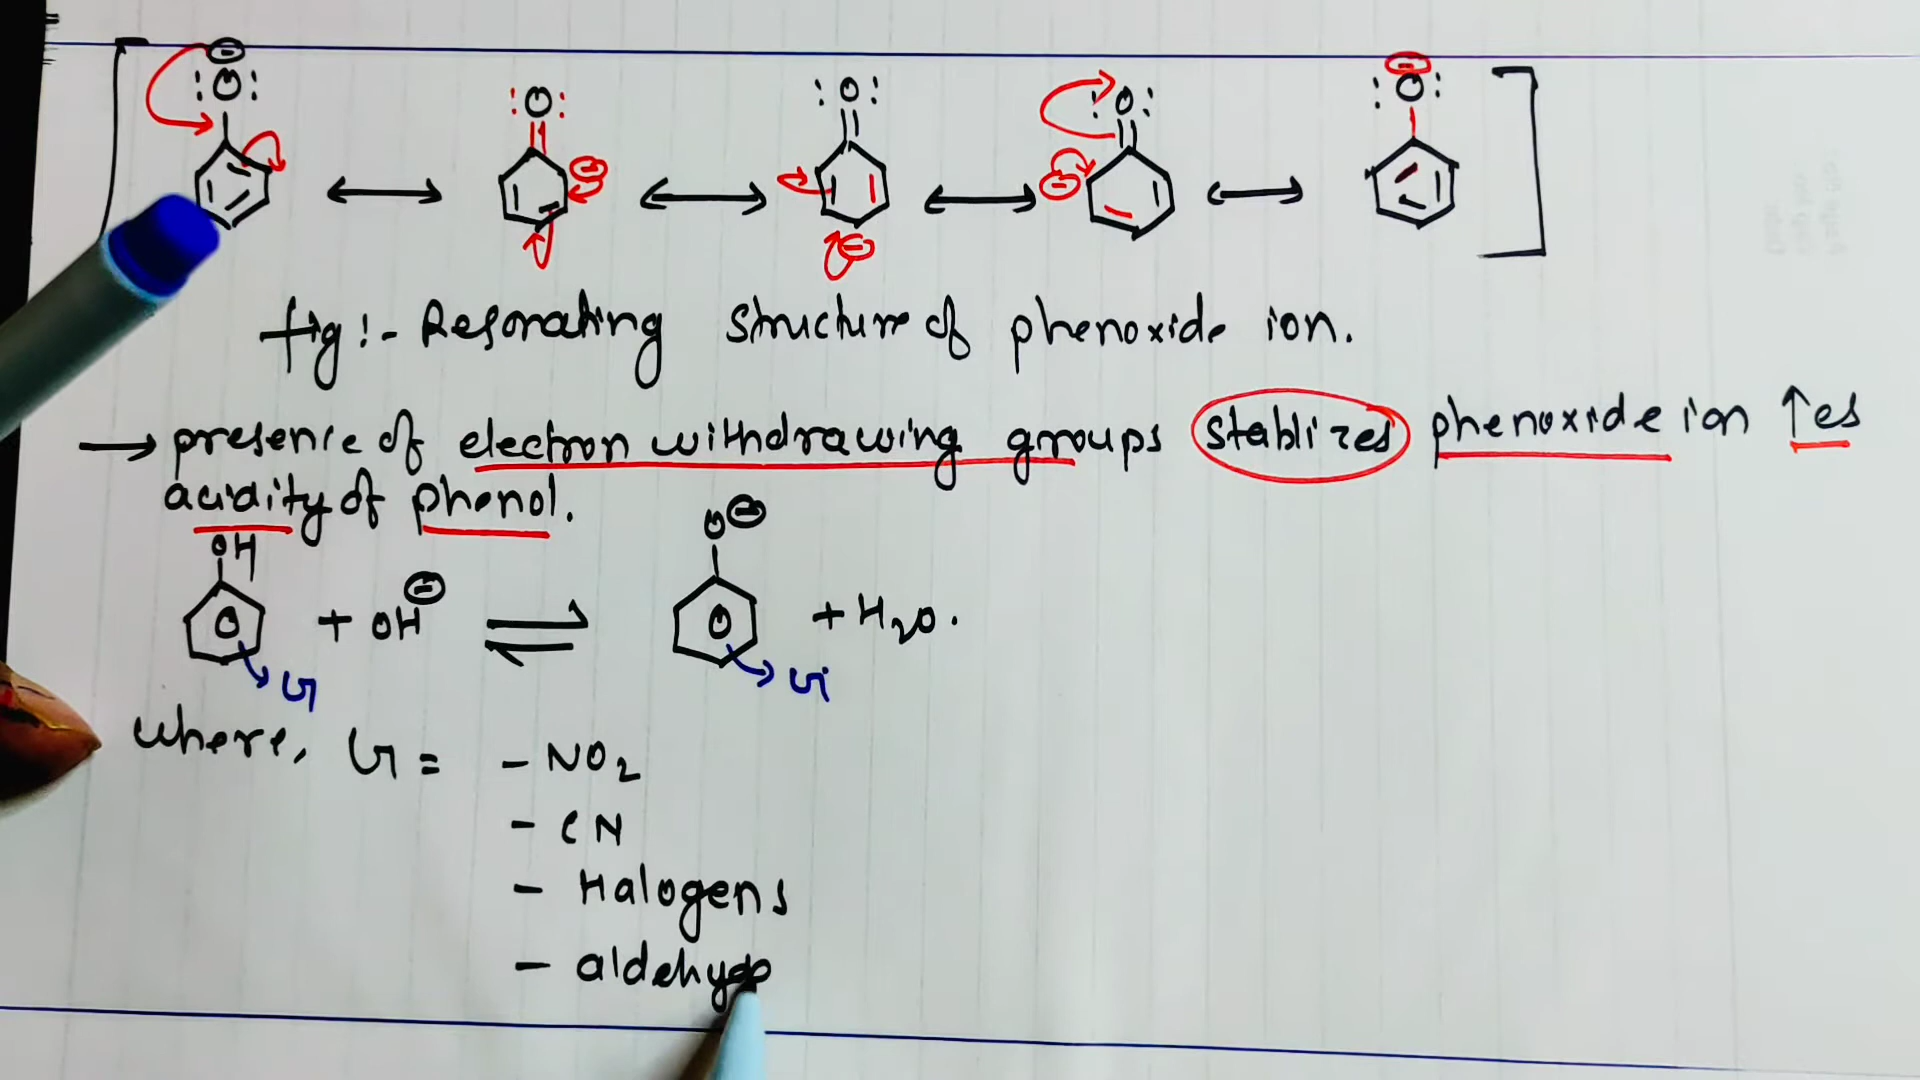 ⊖ ⊖
:O: :O: :O: :O: :O:
⊖ ⊖ ⊖
fig :- Resonating structure of phenoxide ion.
→ presence of electron withdrawing groups stablizes phenoxide ion ↑es
acidity of phenol.
OH + OH⊖ ⇌ O⊖ + H₂O.
G G
where, G = - NO₂
- CN
- Halogens
- aldehyde